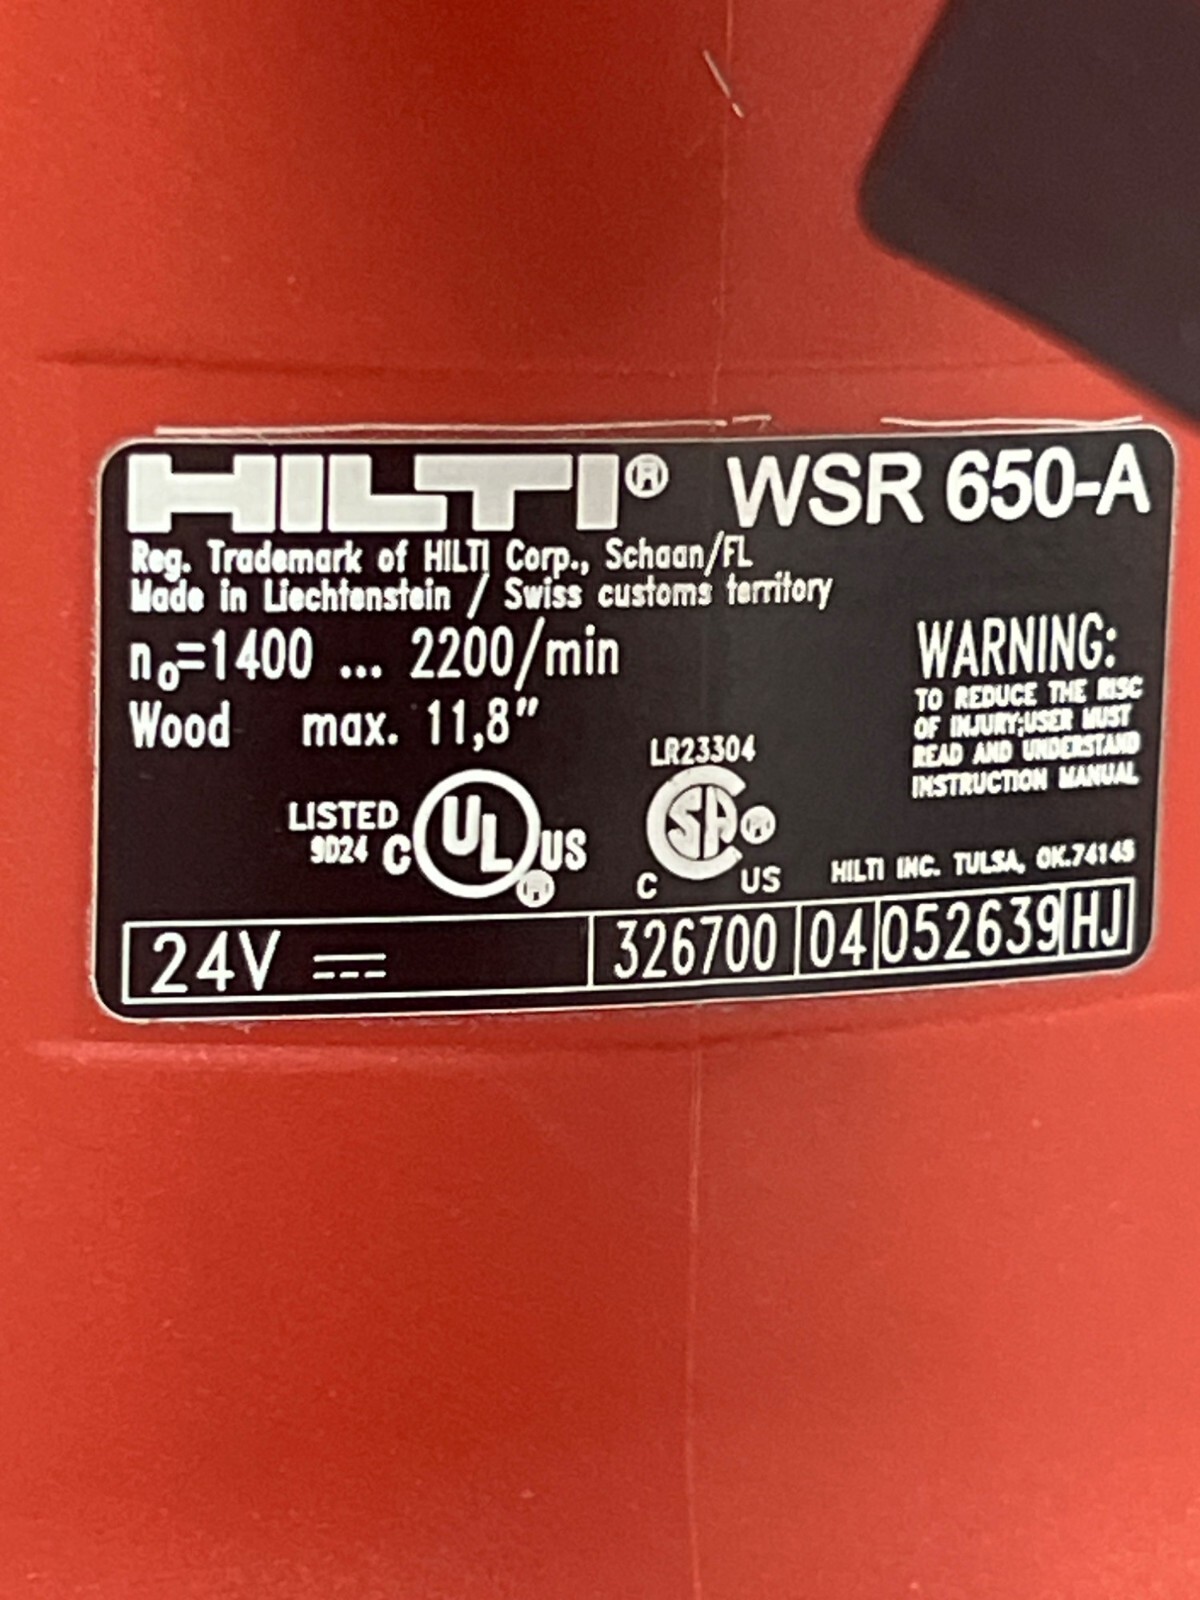 HILTI® WSR 650-A
Reg. Trademark of HILTI Corp., Schaan/FL
Made in Liechtenstein / Swiss customs territory
n₀=1400 ... 2200/min
Wood max. 11,8"
WARNING:
TO REDUCE THE RISC
OF INJURY;USER MUST
READ AND UNDERSTAND
INSTRUCTION MANUAL
LISTED
9D24 C UL US ®
LR23304
SA ®
C US
HILTI INC. TULSA, OK.74145
24V 326700 04 052639 HJ